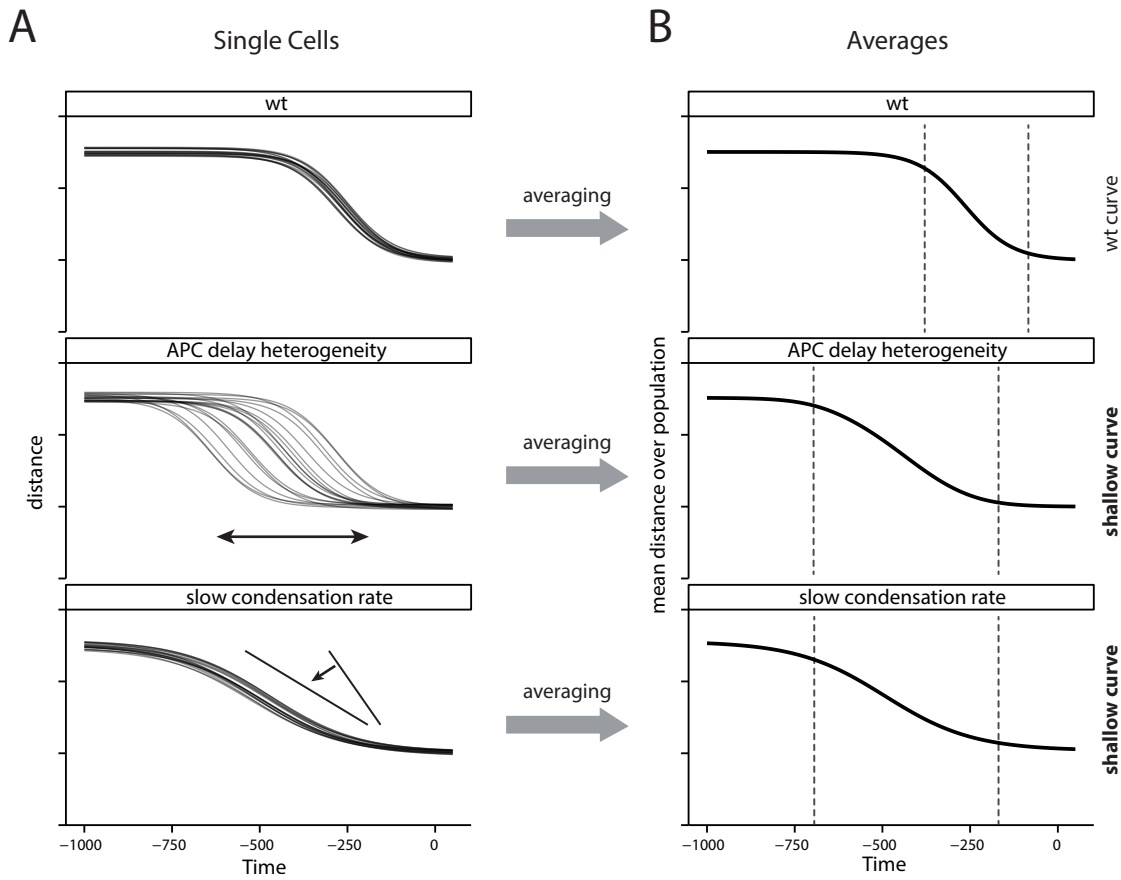 A
Single Cells
B
Averages
wt
averaging
wt
wt curve
APC delay heterogeneity
distance
averaging
APC delay heterogeneity
mean distance over population
shallow curve
slow condensation rate
averaging
slow condensation rate
shallow curve
−1000 −750 −500 −250 0
Time
−1000 −750 −500 −250 0
Time